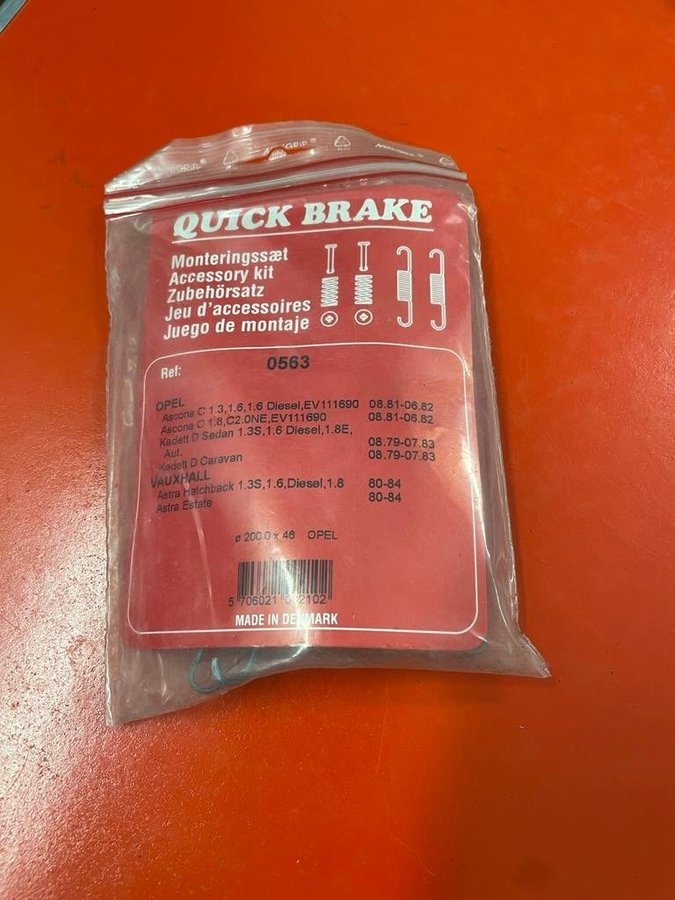 QUICK BRAKE
Monteringssæt
Accessory kit
Zubehörsatz
Jeu d'accessoires
Juego de montaje
Ref: 0563
OPEL
Ascona C 1.3,1.6,1.6 Diesel,EV111690 08.81-06.82
Ascona C 1.8,C2.0NE,EV111690 08.81-06.82
Kadett D Sedan 1.3S,1.6 Diesel,1.8E,
Aut. 08.79-07.83
Kadett D Caravan 08.79-07.83
VAUXHALL
Astra Hatchback 1.3S,1.6,Diesel,1.8 80-84
Astra Estate 80-84
ø 200.0 x 46 OPEL
5 706021 2102
MADE IN DENMARK